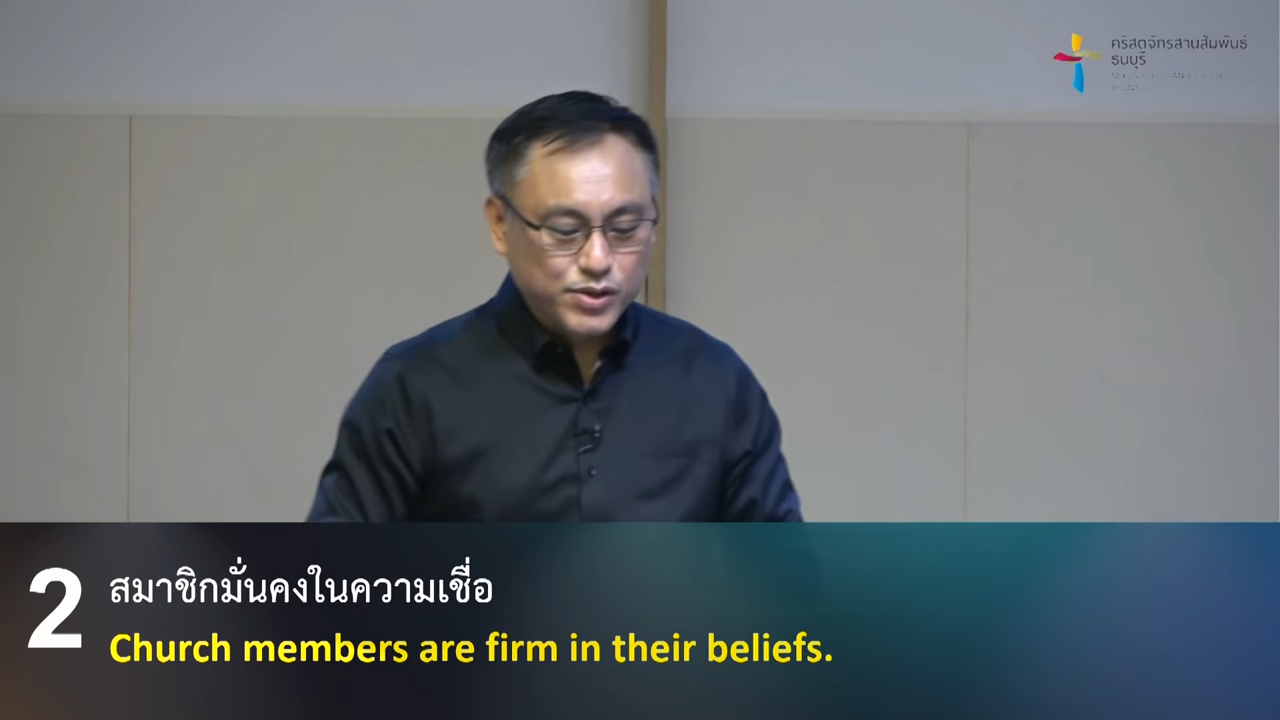 คริสตจักรสานสัมพันธ์
ธนบุรี
2
สมาชิกมั่นคงในความเชื่อ
Church members are firm in their beliefs.